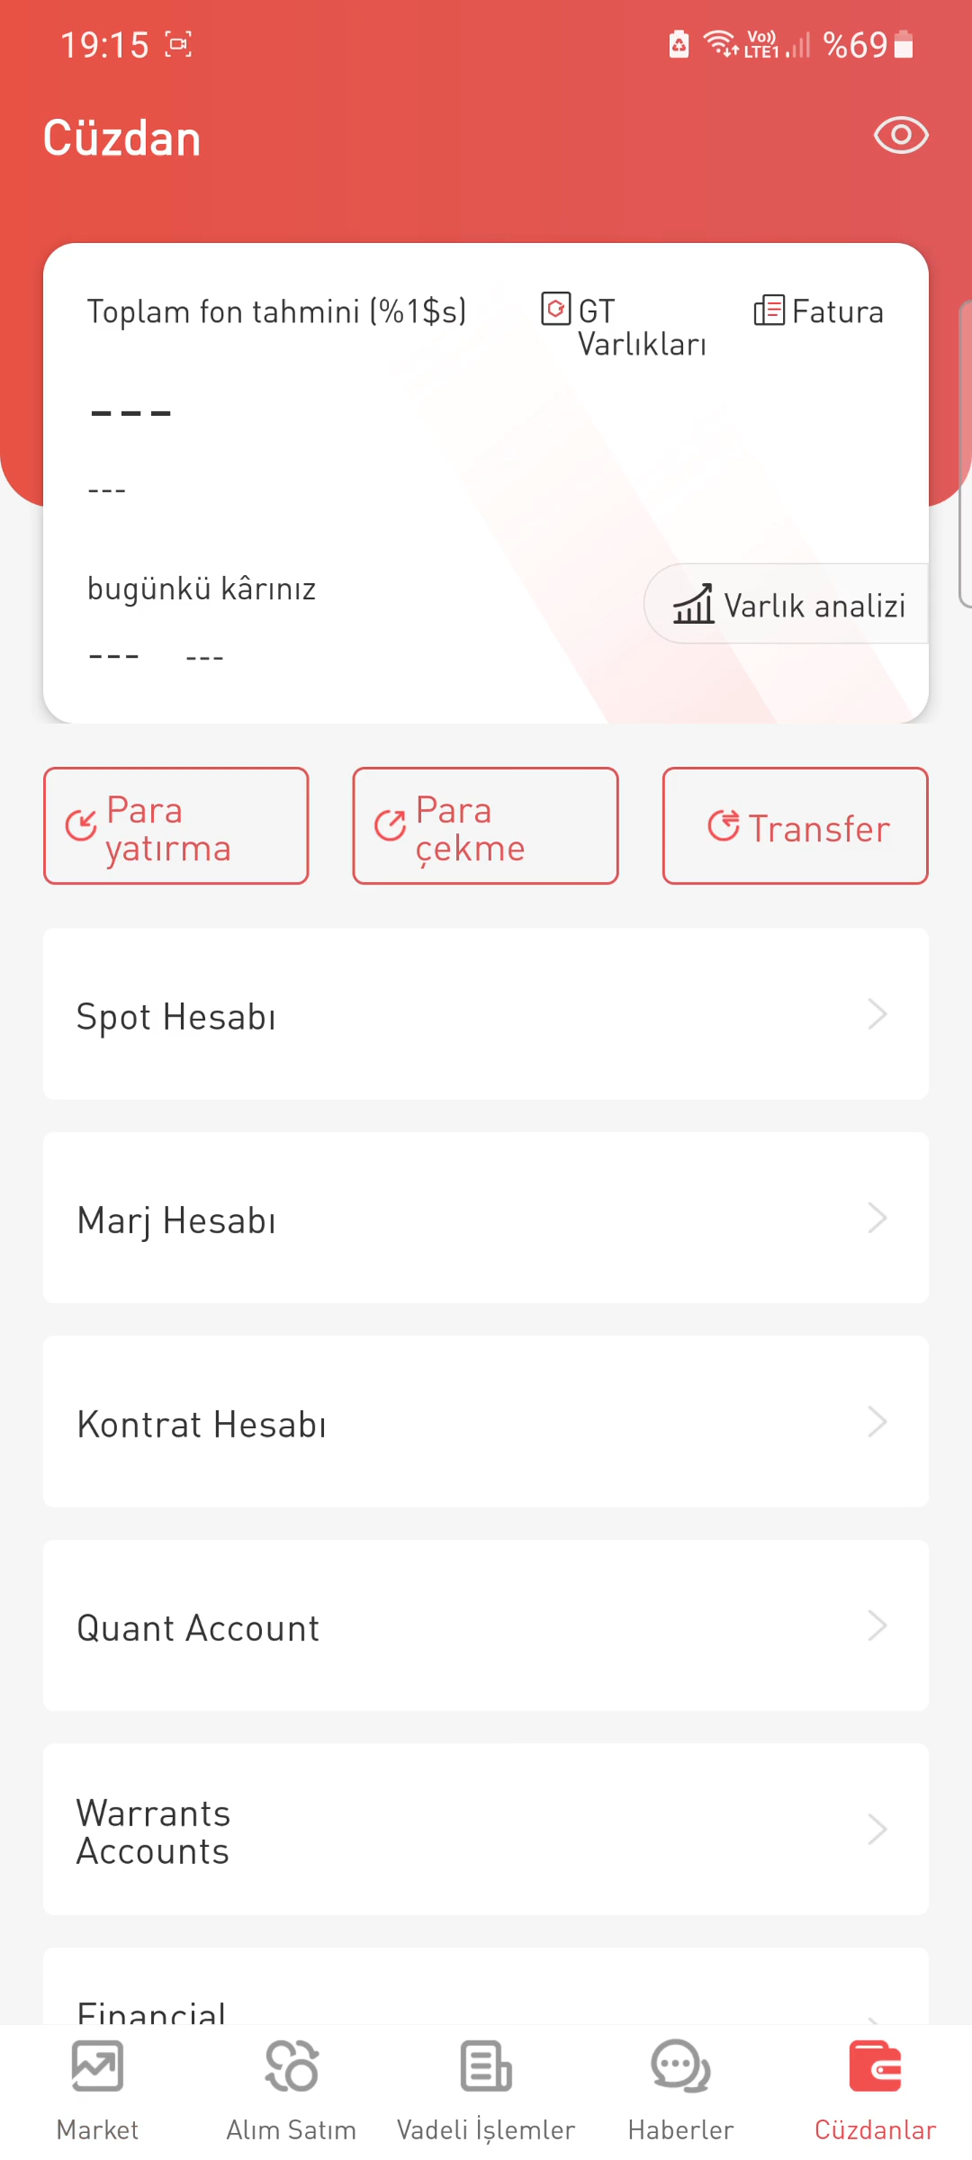 19:15 Vo)) LTE1 %69
Cüzdan
Toplam fon tahmini (%1$s)
GT
Varlıkları
Fatura
---
---
bugünkü kârınız
Varlık analizi
--- ---
Para
yatırma
Para
çekme
Transfer
Spot Hesabı
Marj Hesabı
Kontrat Hesabı
Quant Account
Warrants
Accounts
Financial
Market Alım Satım Vadeli İşlemler Haberler Cüzdanlar